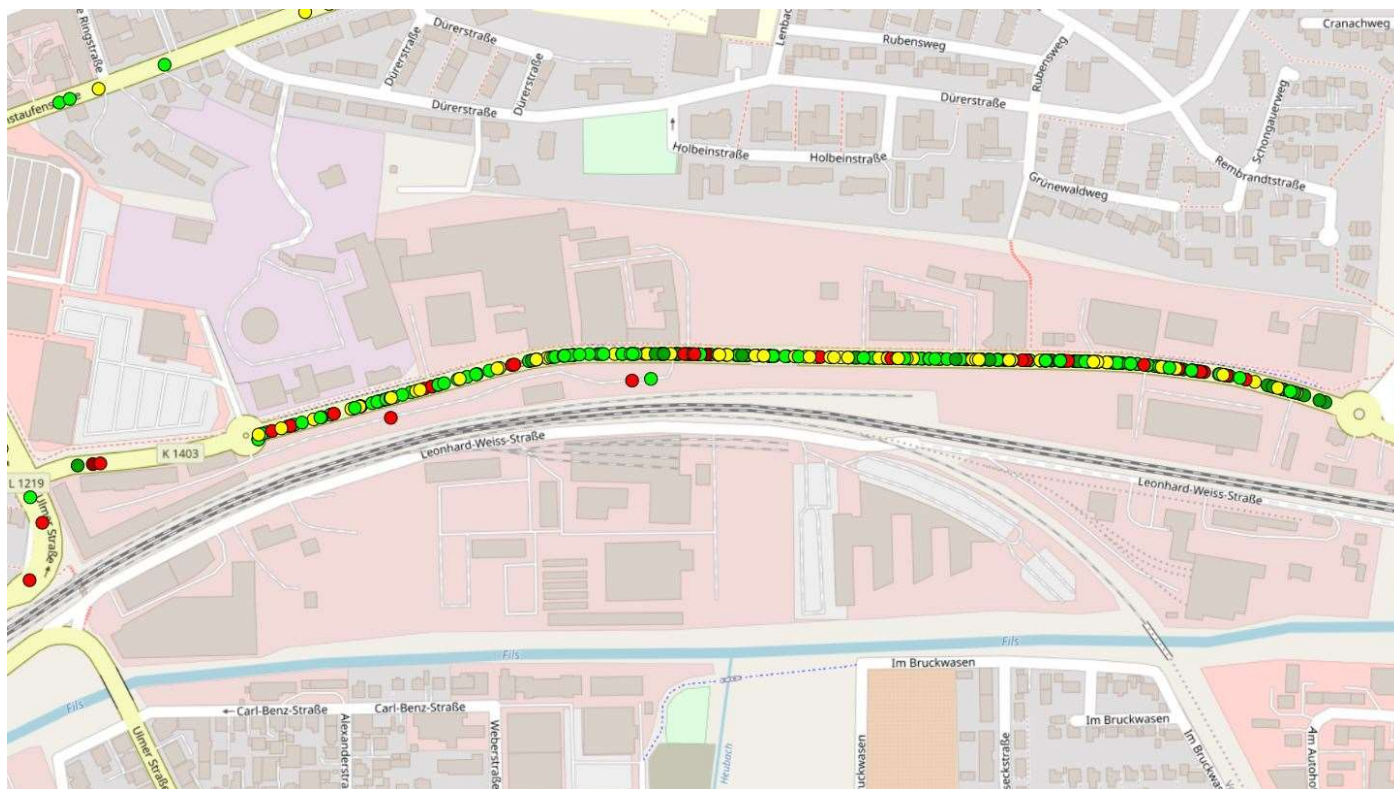 Ringstraße
Dürerstraße
Dürerstraße
Dürerstraße
Dürerstraße
Rubensweg
Rubensweg
Cranachweg
Schongauerweg
Dürerstraße
Rembrandtstraße
Holbeinstraße
Holbeinstraße
Grünewaldweg
K 1403
L 1219
Ulmer Straße
Leonhard-Weiss-Straße
Leonhard-Weiss-Straße
Fils
Fils
Fils
Im Bruckwasen
Carl-Benz-Straße
Carl-Benz-Straße
Ulmer Straße
Weberstraße
Heubach
Im Bruckwasen